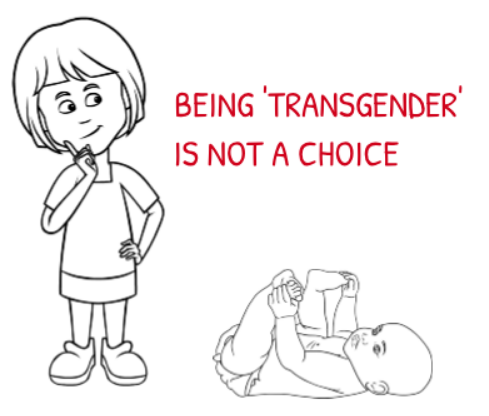 BEING 'TRANSGENDER'
IS NOT A CHOICE